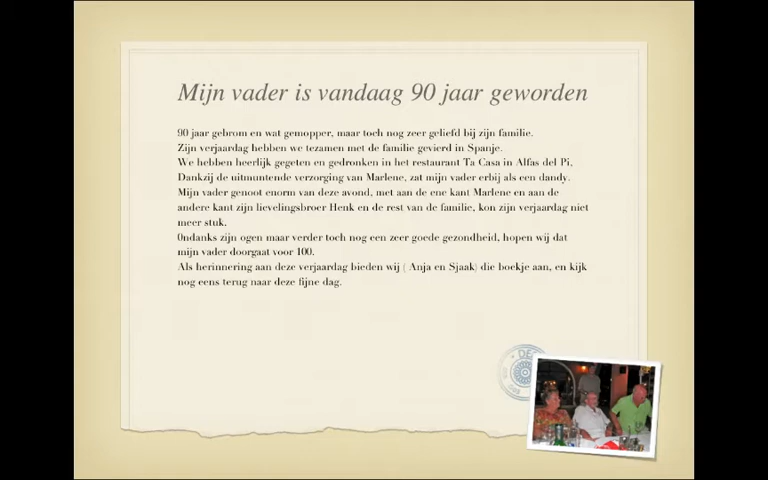 Mijn vader is vandaag 90 jaar geworden
90 jaar gebrom en wat gemopper, maar toch nog zeer geliefd bij zijn familie.
Zijn verjaardag hebben we tezamen met de familie gevierd in Spanje.
We hebben heerlijk gegeten en gedronken in het restaurant Ta Casa in Alfas del Pi,
Dankzij de uitmuntende verzorging van Marlene, zat mijn vader erbij als een dandy.
Mijn vader genoot enorm van deze avond, met aan de ene kant Marlene en aan de
andere kant zijn lievelingsbroer Henk en de rest van de familie, kon zijn verjaardag niet
meer stuk.
0ndanks zijn ogen maar verder toch nog een zeer goede gezondheid, hopen wij dat
mijn vader doorgaat voor 100.
Als herinnering aan deze verjaardag bieden wij ( Anja en Sjaak) die boekje aan, en kijk
nog eens terug naar deze fijne dag.